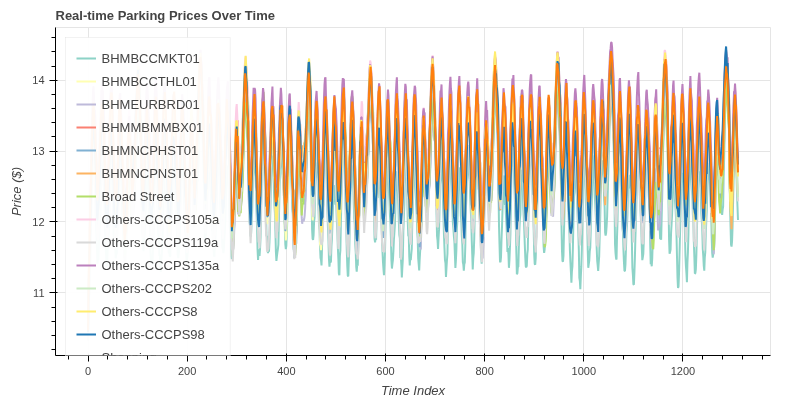 Real-time Parking Prices Over Time
Price ($)
14
13
12
11
BHMBCCMKT01
BHMBCCTHL01
BHMEURBRD01
BHMMBMMBX01
BHMNCPHST01
BHMNCPNST01
Broad Street
Others-CCCPS105a
Others-CCCPS119a
Others-CCCPS135a
Others-CCCPS202
Others-CCCPS8
Others-CCCPS98
0 200 400 600 800 1000 1200
Time Index